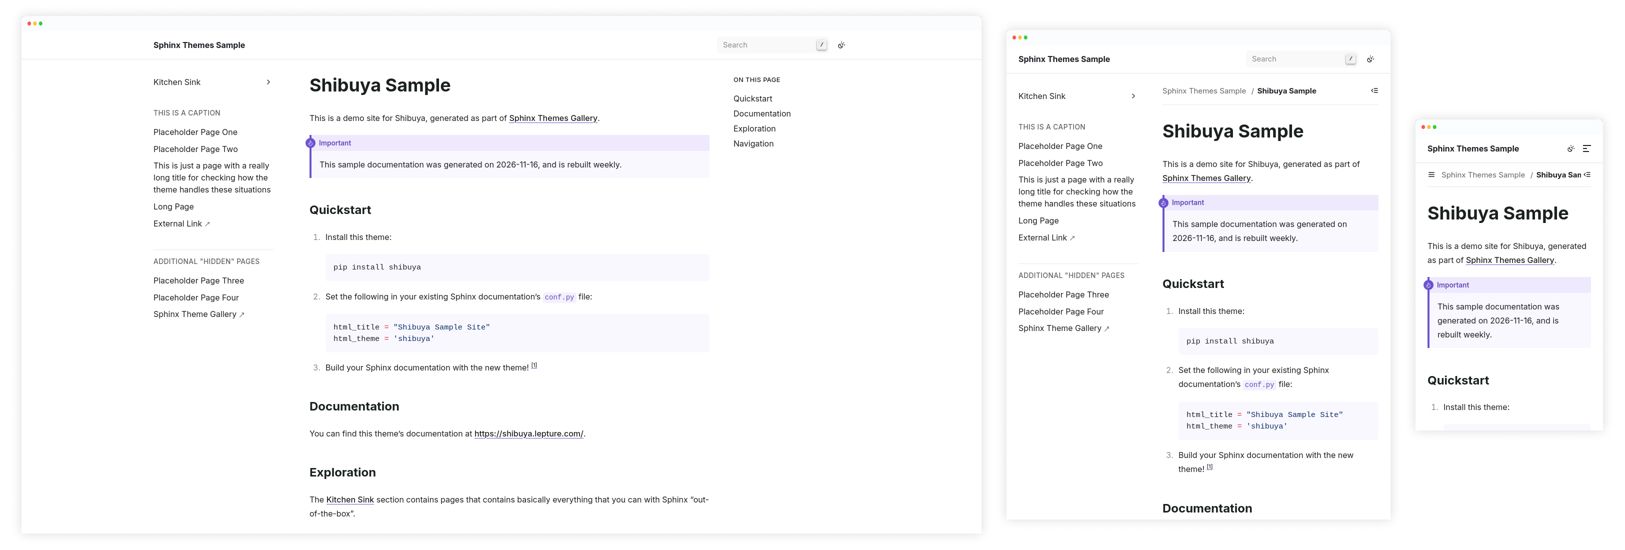 Sphinx Themes Sample
Search
/
Kitchen Sink
THIS IS A CAPTION
Placeholder Page One
Placeholder Page Two
This is just a page with a really
long title for checking how the
theme handles these situations
Long Page
External Link ↗
ADDITIONAL "HIDDEN" PAGES
Placeholder Page Three
Placeholder Page Four
Sphinx Theme Gallery ↗
Shibuya Sample
This is a demo site for Shibuya, generated as part of Sphinx Themes Gallery.
Important
This sample documentation was generated on 2026-11-16, and is rebuilt weekly.
Quickstart
1. Install this theme:
pip install shibuya
2. Set the following in your existing Sphinx documentation's conf.py file:
html_title = "Shibuya Sample Site"
html_theme = 'shibuya'
3. Build your Sphinx documentation with the new theme! [1]
Documentation
You can find this theme's documentation at https://shibuya.lepture.com/.
Exploration
The Kitchen Sink section contains pages that contains basically everything that you can with Sphinx “out-
of-the-box”.
ON THIS PAGE
Quickstart
Documentation
Exploration
Navigation
Sphinx Themes Sample
Search
/
Kitchen Sink
THIS IS A CAPTION
Placeholder Page One
Placeholder Page Two
This is just a page with a really
long title for checking how the
theme handles these situations
Long Page
External Link ↗
ADDITIONAL "HIDDEN" PAGES
Placeholder Page Three
Placeholder Page Four
Sphinx Theme Gallery ↗
Sphinx Themes Sample / Shibuya Sample
Shibuya Sample
This is a demo site for Shibuya, generated as part of
Sphinx Themes Gallery.
Important
This sample documentation was generated on
2026-11-16, and is rebuilt weekly.
Quickstart
1. Install this theme:
pip install shibuya
2. Set the following in your existing Sphinx
documentation's conf.py file:
html_title = "Shibuya Sample Site"
html_theme = 'shibuya'
3. Build your Sphinx documentation with the new
theme! [1]
Documentation
Sphinx Themes Sample
Sphinx Themes Sample / Shibuya Sam
Shibuya Sample
This is a demo site for Shibuya, generated
as part of Sphinx Themes Gallery.
Important
This sample documentation was
generated on 2026-11-16, and is
rebuilt weekly.
Quickstart
1. Install this theme: